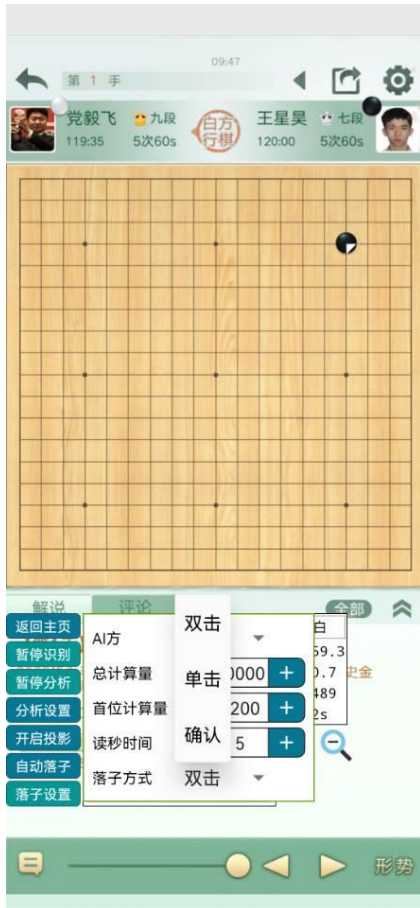 09:47
第 1 手
党毅飞 九段
119:35 5次60s
白方
行棋
王星昊 七段
120:00 5次60s
解说 评论 全部
返回主页
暂停识别
暂停分析
分析设置
开启投影
自动落子
落子设置
AI方
总计算量 0000 +
首位计算量 200 +
读秒时间 5 +
落子方式 双击
双击
单击
确认
白
59.3
0.7 史金
489
2s
形势